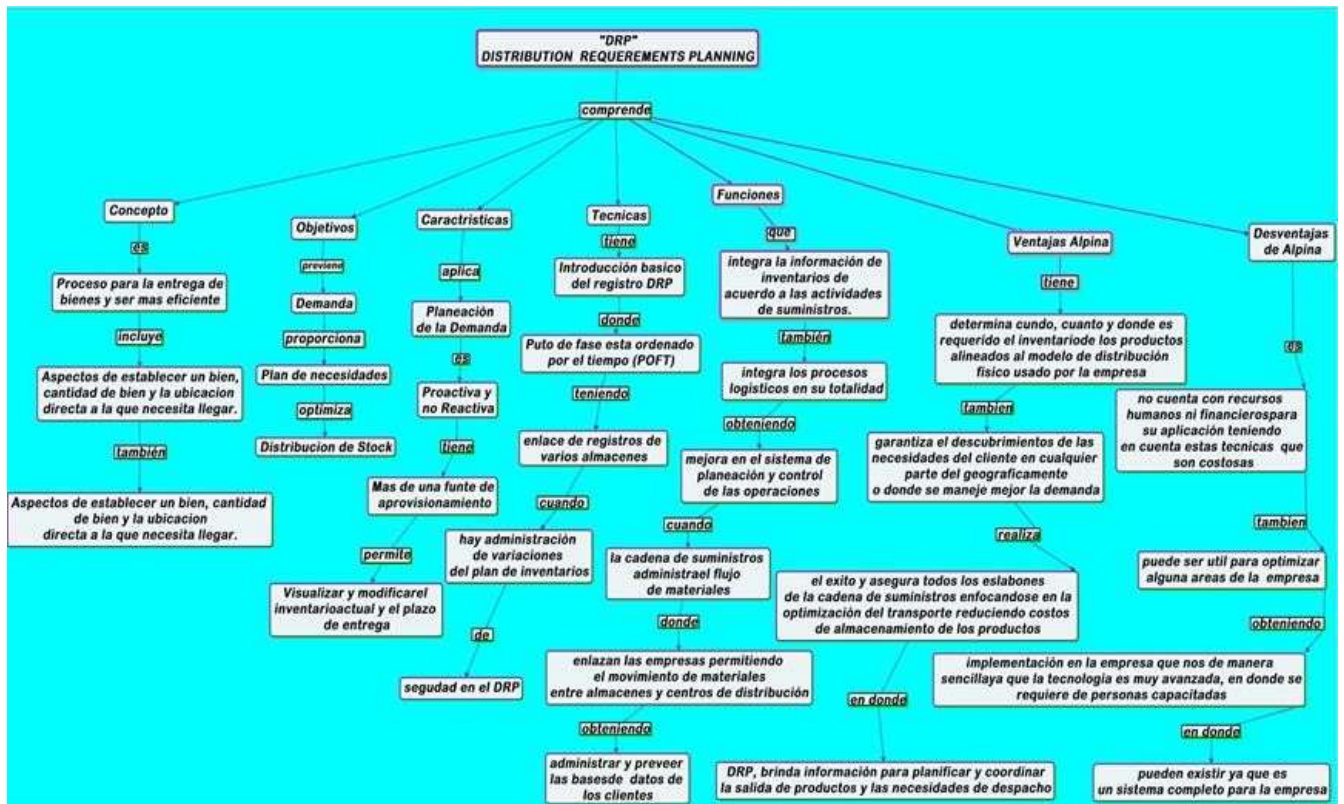 "DRP"
DISTRIBUTION REQUEREMENTS PLANNING
comprende
Concepto
es
Proceso para la entrega de
bienes y ser mas eficiente
incluye
Aspectos de establecer un bien,
cantidad de bien y la ubicacion
directa a la que necesita llegar.
también
Aspectos de establecer un bien, cantidad
de bien y la ubicacion
directa a la que necesita llegar.
Objetivos
previene
Demanda
proporciona
Plan de necesidades
optimiza
Distribucion de Stock
Caractristicas
aplica
Planeación
de la Demanda
es
Proactiva y
no Reactiva
tiene
Mas de una funte de
aprovisionamiento
permite
Visualizar y modificarel
inventarioactual y el plazo
de entrega
Tecnicas
tiene
Introducción basico
del registro DRP
donde
Puto de fase esta ordenado
por el tiempo (POFT)
teniendo
enlace de registros de
varios almacenes
cuando
hay administración
de variaciones
del plan de inventarios
de
segudad en el DRP
Funciones
que
integra la información de
inventarios de
acuerdo a las actividades
de suministros.
también
integra los procesos
logísticos en su totalidad
obteniendo
mejora en el sistema de
planeación y control
de las operaciones
cuando
la cadena de suministros
administrael flujo
de materiales
donde
enlazan las empresas permitiendo
el movimiento de materiales
entre almacenes y centros de distribución
obteniendo
administrar y preveer
las basesde datos de
los clientes
Ventajas Alpina
tiene
determina cundo, cuanto y donde es
requerido el inventariode los productos
alineados al modelo de distribución
físico usado por la empresa
tambien
garantiza el descubrimientos de las
necesidades del cliente en cualquier
parte del geograficamente
o donde se maneje mejor la demanda
realiza
el exito y asegura todos los eslabones
de la cadena de suministros enfocandose en la
optimización del transporte reduciendo costos
de almacenamiento de los productos
en donde
DRP, brinda información para planificar y coordinar
la salida de productos y las necesidades de despacho
Desventajas
de Alpina
es
no cuenta con recursos
humanos ni financierospara
su aplicación teniendo
en cuenta estas tecnicas que
son costosas
tambien
puede ser util para optimizar
alguna areas de la empresa
obteniendo
implementación en la empresa que nos de manera
sencillaya que la tecnología es muy avanzada, en donde se
requiere de personas capacitadas
en donde
pueden existir ya que es
un sistema completo para la empresa